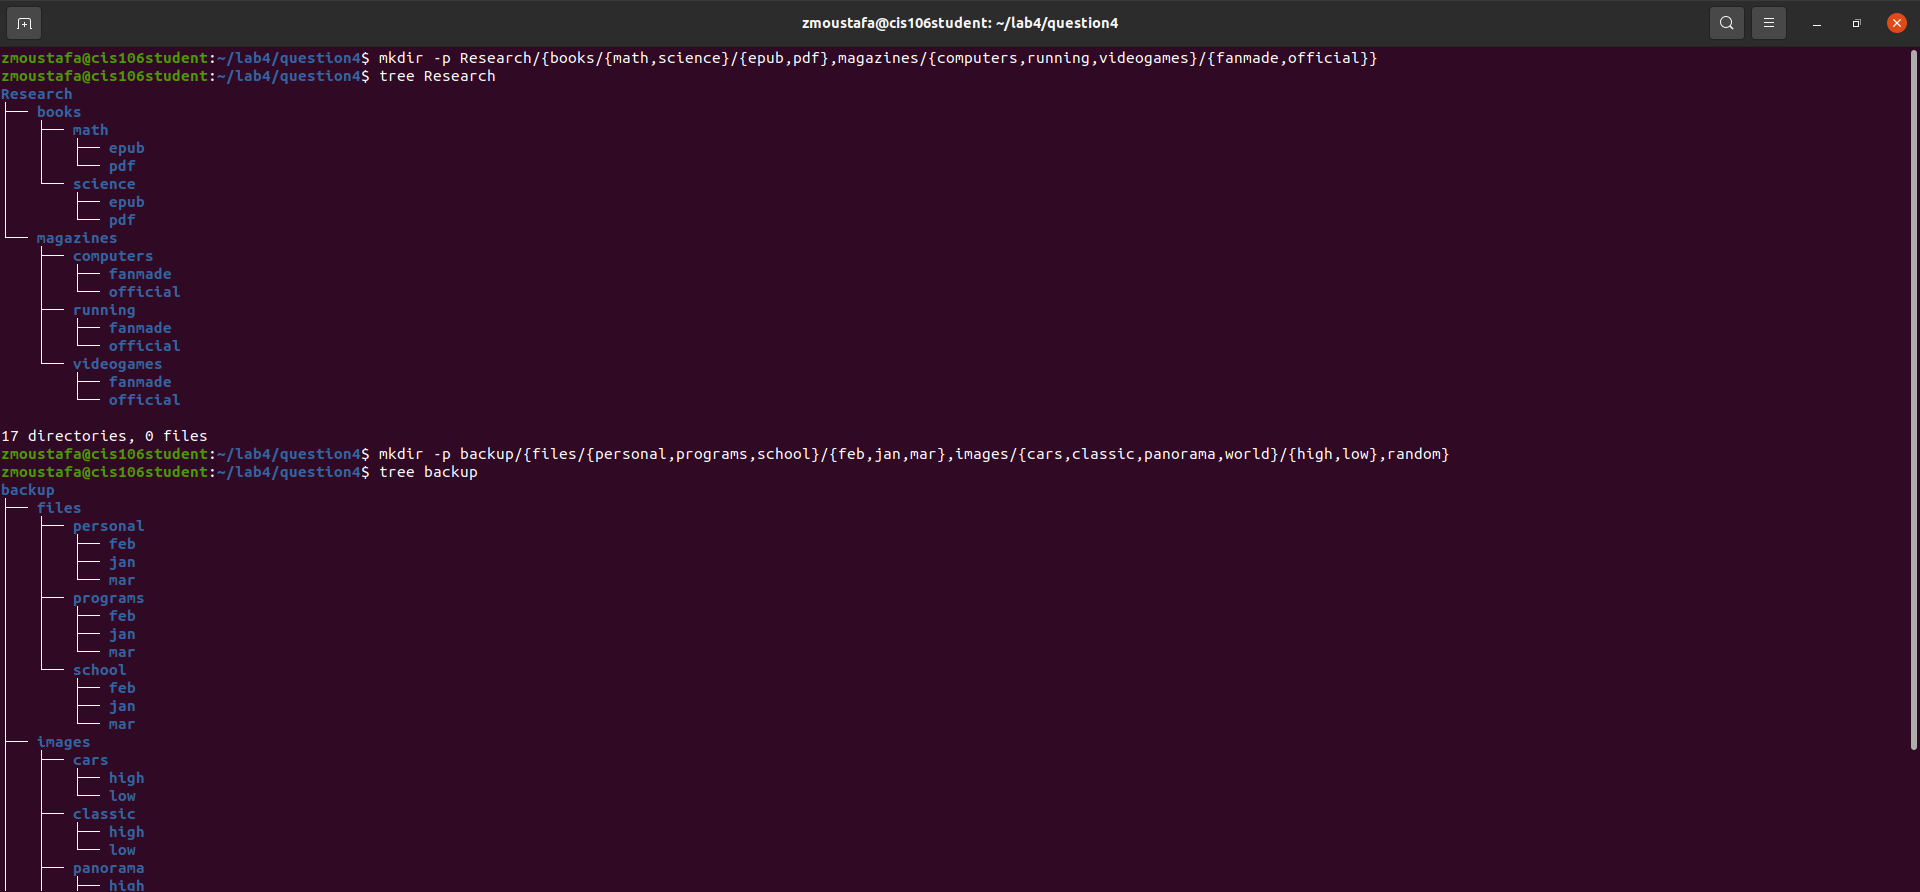 zmoustafa@cis106student: ~/lab4/question4
zmoustafa@cis106student:~/lab4/question4$ mkdir -p Research/{books/{math,science}/{epub,pdf},magazines/{computers,running,videogames}/{fanmade,official}}
zmoustafa@cis106student:~/lab4/question4$ tree Research
Research
├── books
│   ├── math
│   │   ├── epub
│   │   └── pdf
│   └── science
│       ├── epub
│       └── pdf
└── magazines
    ├── computers
    │   ├── fanmade
    │   └── official
    ├── running
    │   ├── fanmade
    │   └── official
    └── videogames
        ├── fanmade
        └── official
17 directories, 0 files
zmoustafa@cis106student:~/lab4/question4$ mkdir -p backup/{files/{personal,programs,school}/{feb,jan,mar},images/{cars,classic,panorama,world}/{high,low},random}
zmoustafa@cis106student:~/lab4/question4$ tree backup
backup
├── files
│   ├── personal
│   │   ├── feb
│   │   ├── jan
│   │   └── mar
│   ├── programs
│   │   ├── feb
│   │   ├── jan
│   │   └── mar
│   └── school
│       ├── feb
│       ├── jan
│       └── mar
├── images
│   ├── cars
│   │   ├── high
│   │   └── low
│   ├── classic
│   │   ├── high
│   │   └── low
│   ├── panorama
│   │   ├── high